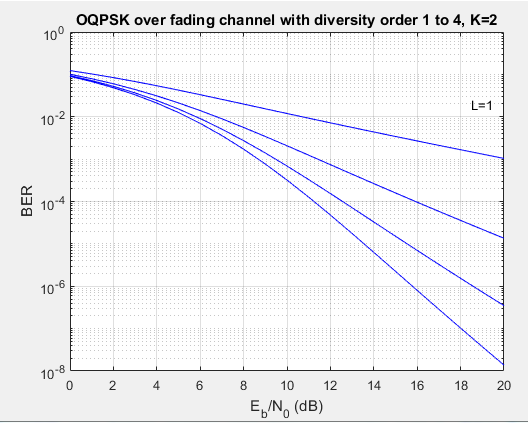 OQPSK over fading channel with diversity order 1 to 4, K=2
10^0
10^-2
10^-4
10^-6
10^-8
BER
L=1
0 2 4 6 8 10 12 14 16 18 20
E_b/N_0 (dB)